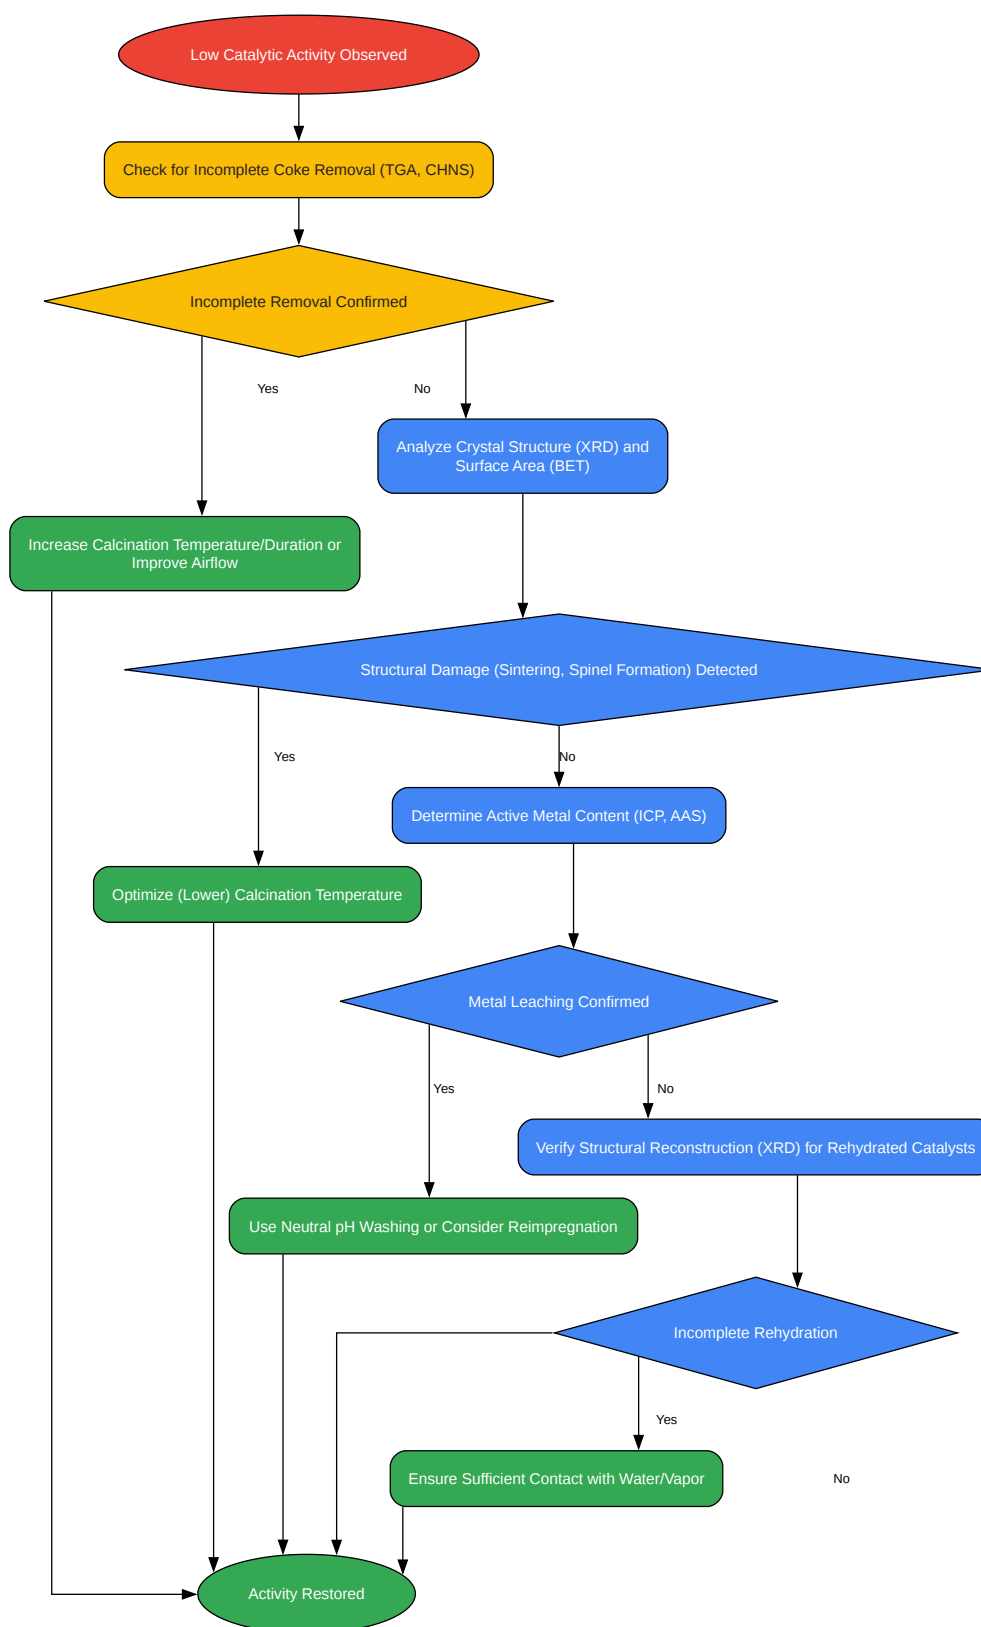 Low Catalytic Activity Observed
Check for Incomplete Coke Removal (TGA, CHNS)
Incomplete Removal Confirmed
Yes
No
Analyze Crystal Structure (XRD) and
Surface Area (BET)
Increase Calcination Temperature/Duration or
Improve Airflow
Structural Damage (Sintering, Spinel Formation) Detected
Yes
No
Determine Active Metal Content (ICP, AAS)
Optimize (Lower) Calcination Temperature
Metal Leaching Confirmed
Yes
No
Verify Structural Reconstruction (XRD) for Rehydrated Catalysts
Use Neutral pH Washing or Consider Reimpregnation
Incomplete Rehydration
Yes
Ensure Sufficient Contact with Water/Vapor
No
Activity Restored